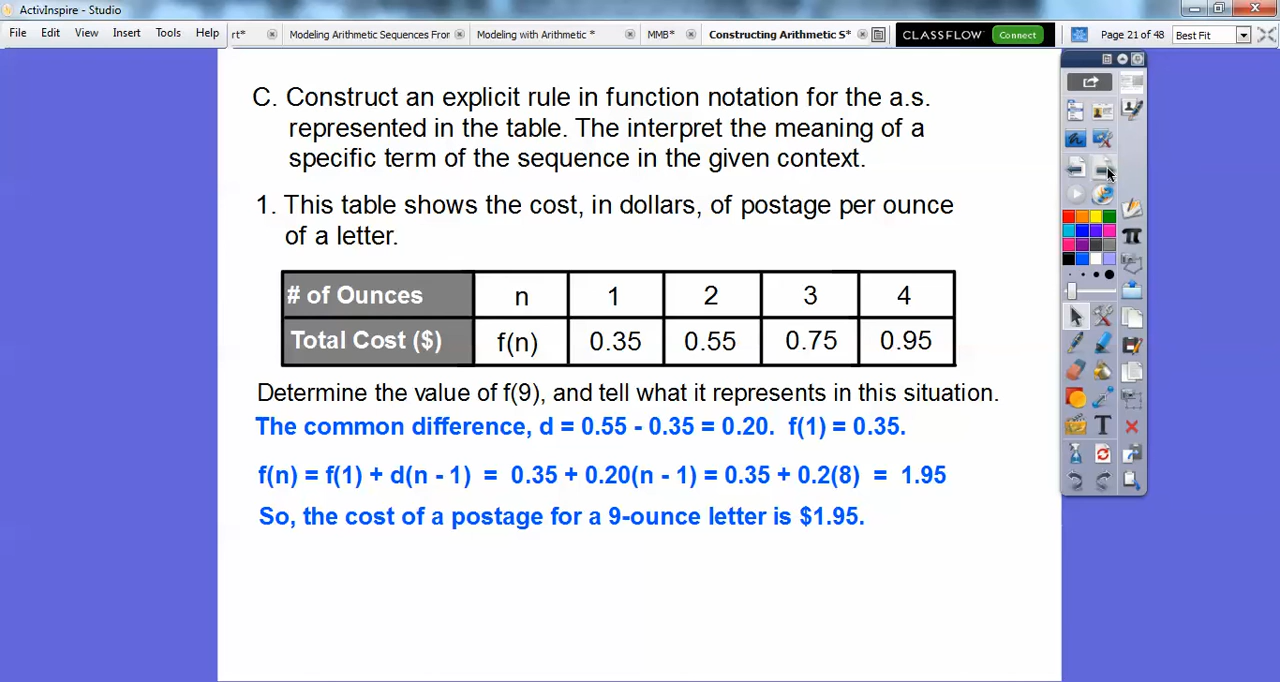 ActivInspire - Studio
File Edit View Insert Tools Help rt* Modeling Arithmetic Sequences Fror Modeling with Arithmetic * MMB* Constructing Arithmetic S* CLASSFLOW Connect Page 21 of 48 Best Fit
C. Construct an explicit rule in function notation for the a.s.
represented in the table. The interpret the meaning of a
specific term of the sequence in the given context.
1. This table shows the cost, in dollars, of postage per ounce
of a letter.
# of Ounces n 1 2 3 4
Total Cost ($) f(n) 0.35 0.55 0.75 0.95
Determine the value of f(9), and tell what it represents in this situation.
The common difference, d = 0.55 - 0.35 = 0.20. f(1) = 0.35.
f(n) = f(1) + d(n - 1) = 0.35 + 0.20(n - 1) = 0.35 + 0.2(8) = 1.95
So, the cost of a postage for a 9-ounce letter is $1.95.